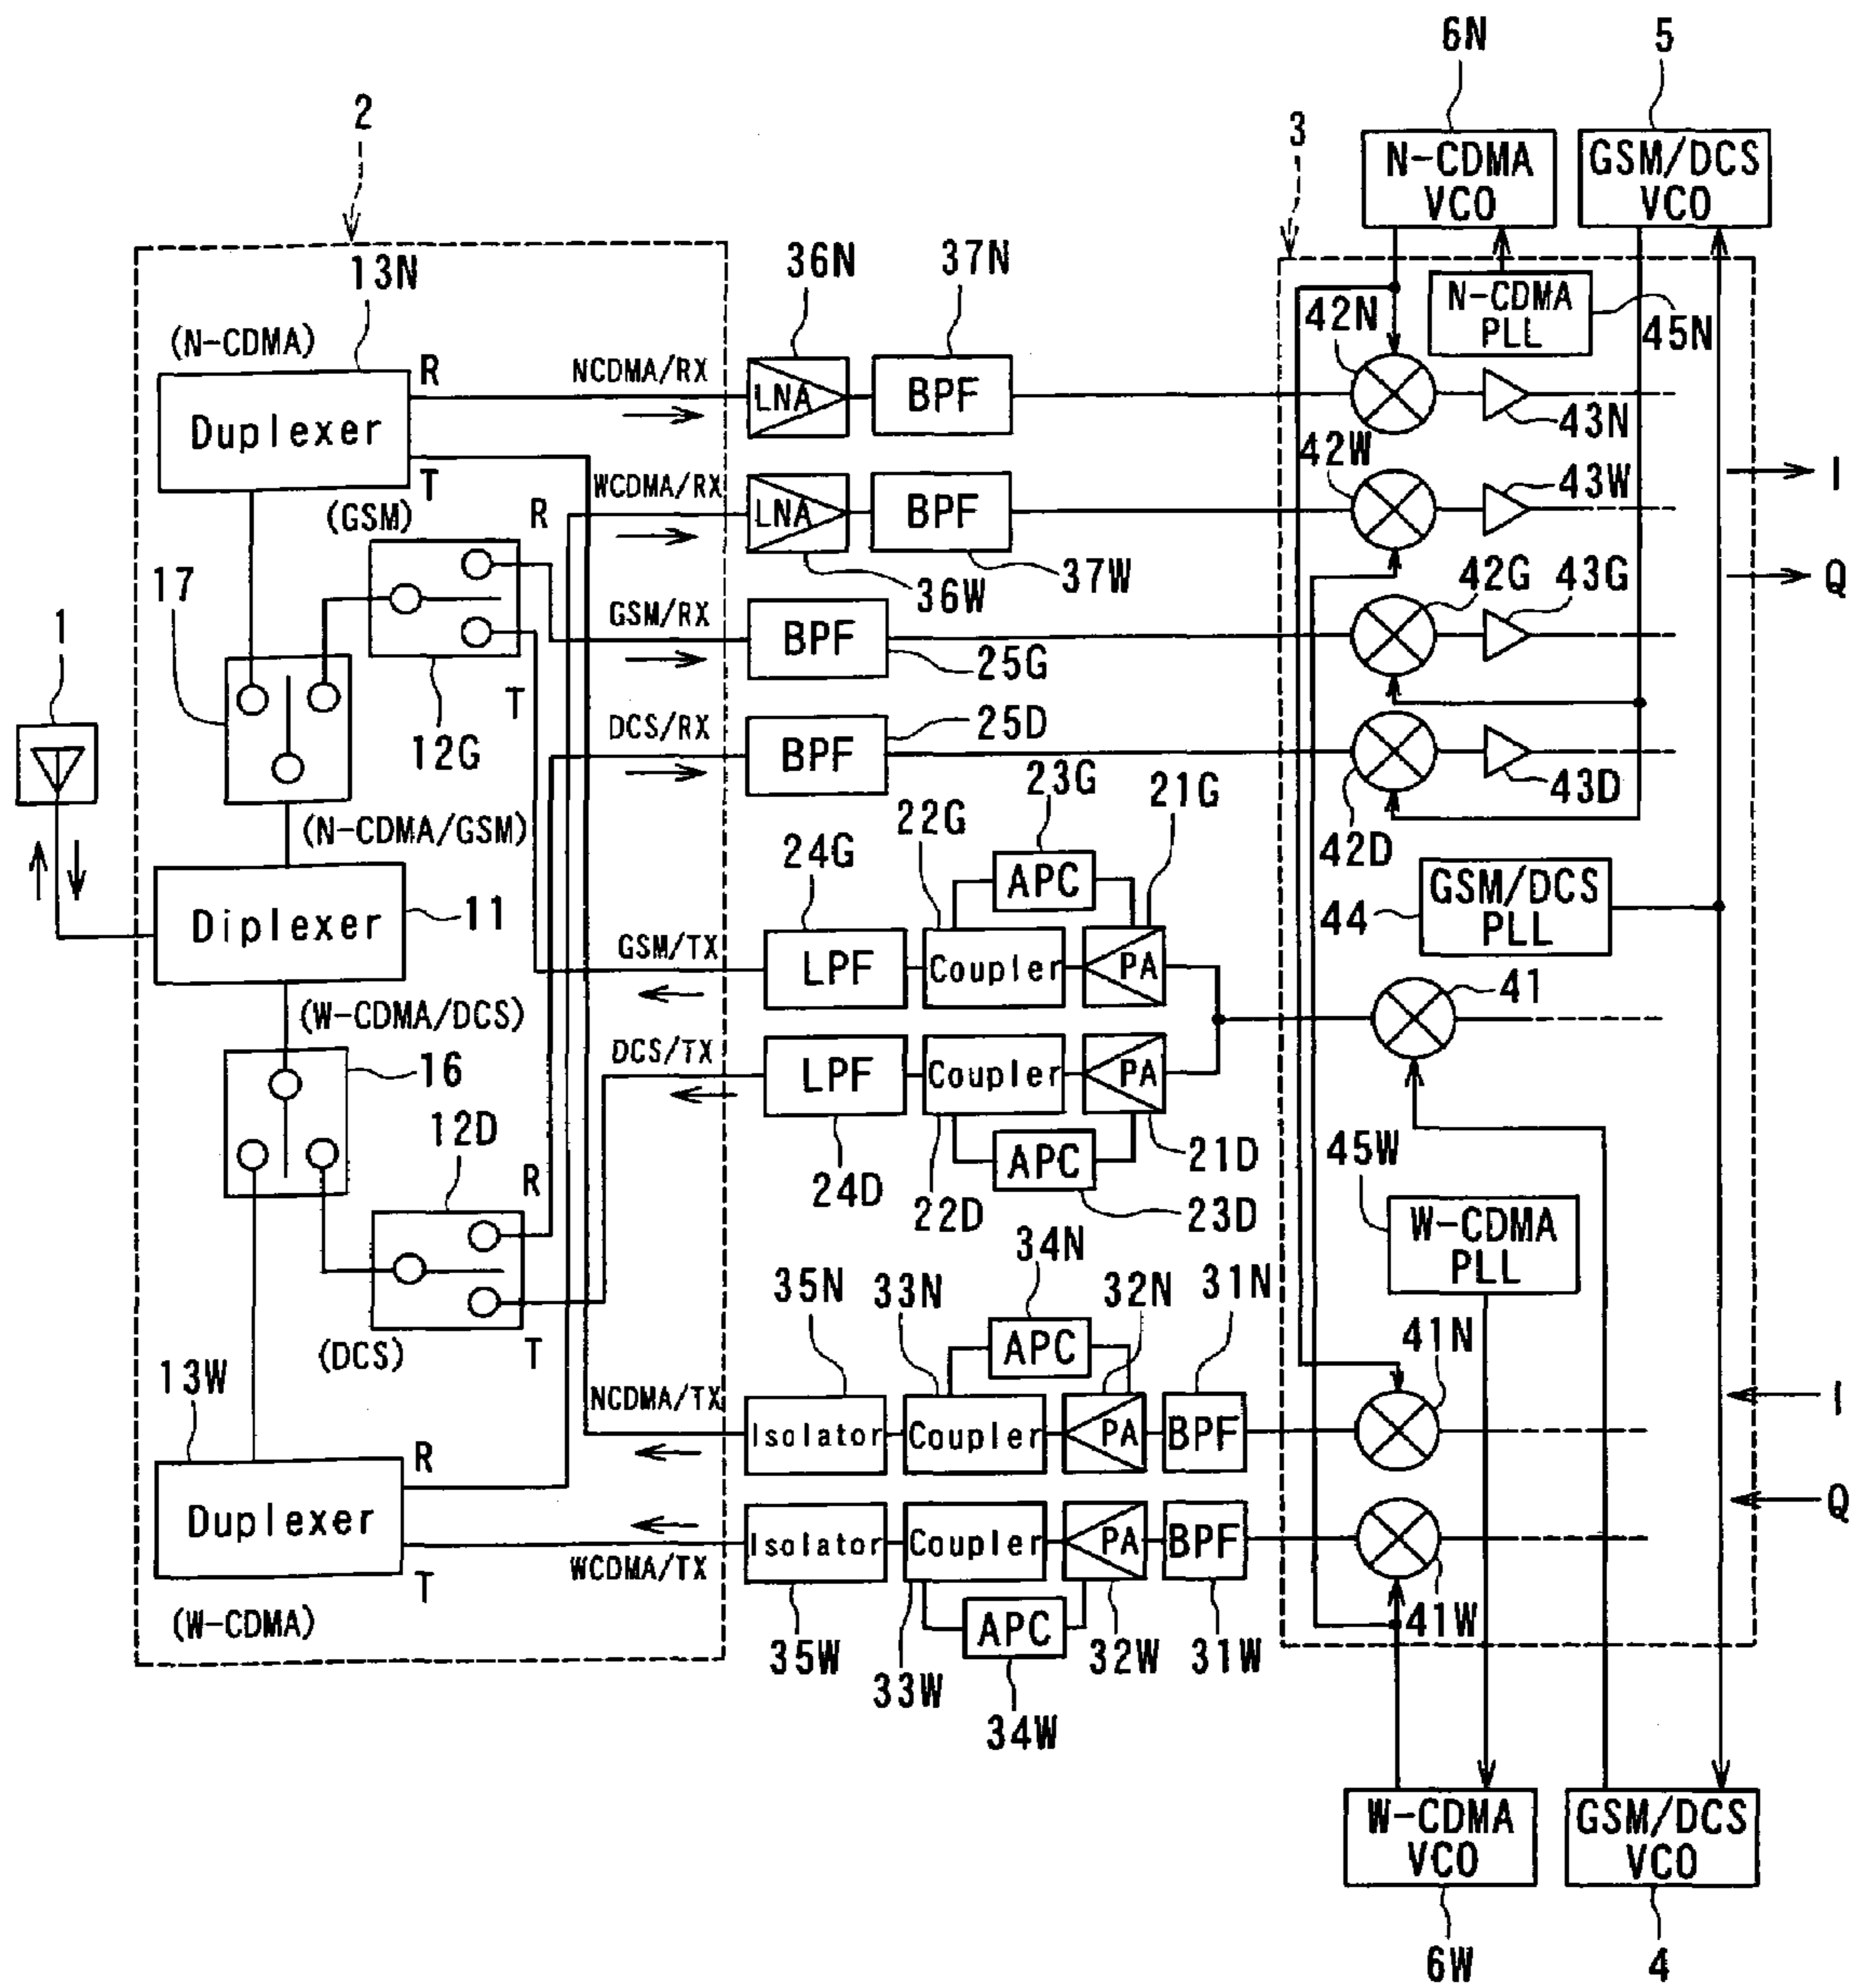 6N
5
2
3
N-CDMA
VCO
GSM/DCS
VCO
13N
36N
37N
42N
N-CDMA
PLL
45N
(N-CDMA)
R
NCDMA/RX
Duplexer
LNA
BPF
43N
T
42W
43W
I
(GSM)
R
WCDMA/RX
LNA
BPF
17
36W
37W
42G
43G
Q
1
GSM/RX
BPF
25G
T
12G
DCS/RX
BPF
25D
43D
42D
(N-CDMA/GSM)
23G
21G
22G
24G
APC
GSM/DCS
PLL
44
Diplexer
11
GSM/TX
LPF
Coupler
PA
41
(W-CDMA/DCS)
DCS/TX
LPF
Coupler
PA
16
12D
R
24D
22D
APC
21D
23D
45W
W-CDMA
PLL
34N
35N
33N
32N
31N
(DCS)
T
APC
41N
13W
NCDMA/TX
Isolator
Coupler
PA
BPF
I
R
Duplexer
Isolator
Coupler
PA
BPF
Q
WCDMA/TX
T
(W-CDMA)
35W
33W
APC
34W
32W
31W
41W
W-CDMA
VCO
GSM/DCS
VCO
6W
4